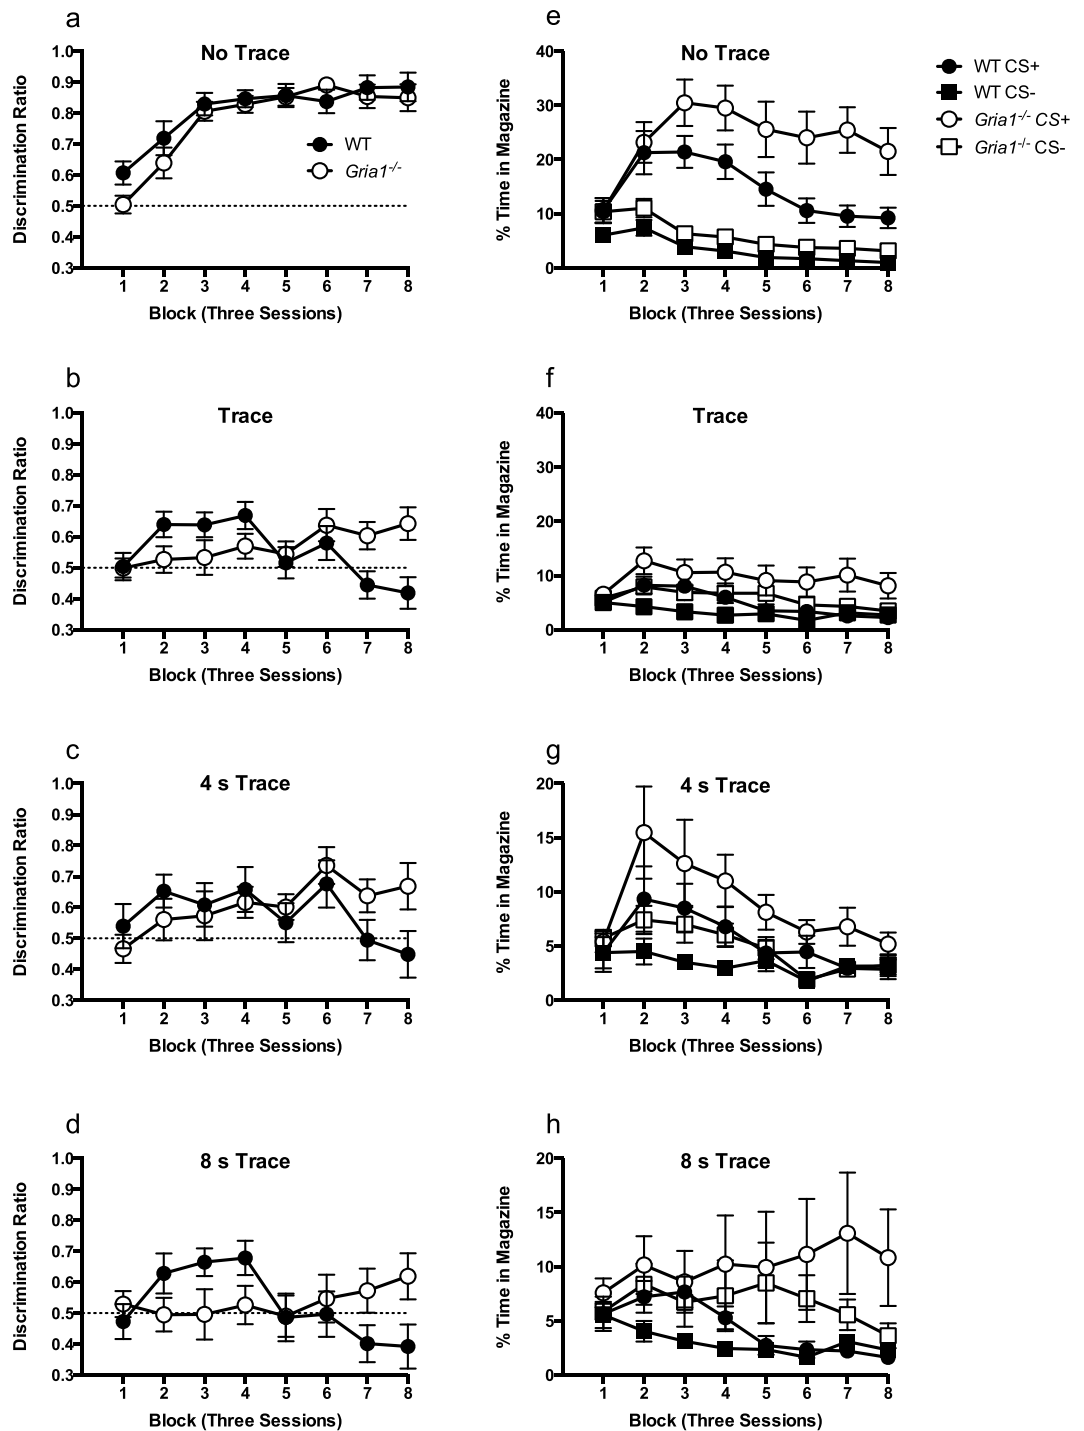 a
No Trace
Discrimination Ratio
1.0
0.9
0.8
0.7
0.6
0.5
0.4
0.3
WT
Gria1-/-
1 2 3 4 5 6 7 8
Block (Three Sessions)
e
No Trace
% Time in Magazine
40
30
20
10
0
1 2 3 4 5 6 7 8
Block (Three Sessions)
WT CS+
WT CS-
Gria1-/- CS+
Gria1-/- CS-
b
Trace
Discrimination Ratio
1.0
0.9
0.8
0.7
0.6
0.5
0.4
0.3
1 2 3 4 5 6 7 8
Block (Three Sessions)
f
Trace
% Time in Magazine
40
30
20
10
0
1 2 3 4 5 6 7 8
Block (Three Sessions)
c
4 s Trace
Discrimination Ratio
1.0
0.9
0.8
0.7
0.6
0.5
0.4
0.3
1 2 3 4 5 6 7 8
Block (Three Sessions)
g
4 s Trace
% Time in Magazine
20
15
10
5
0
1 2 3 4 5 6 7 8
Block (Three Sessions)
d
8 s Trace
Discrimination Ratio
1.0
0.9
0.8
0.7
0.6
0.5
0.4
0.3
1 2 3 4 5 6 7 8
Block (Three Sessions)
h
8 s Trace
% Time in Magazine
20
15
10
5
0
1 2 3 4 5 6 7 8
Block (Three Sessions)